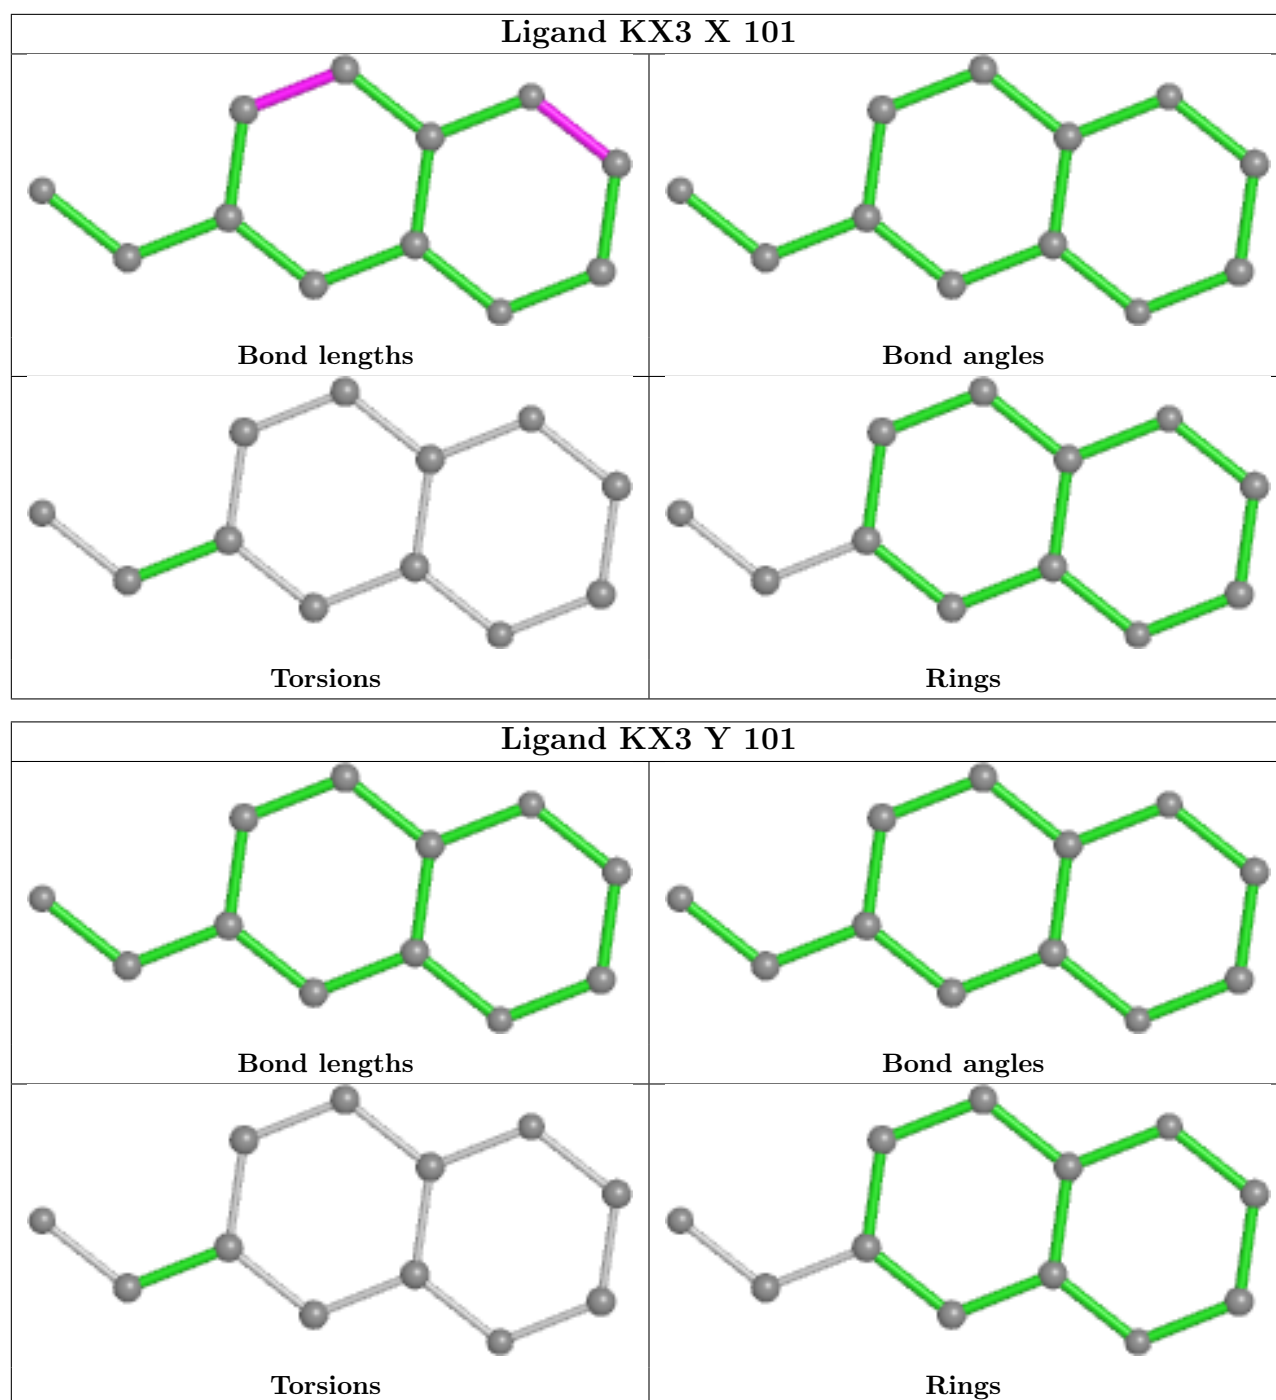 Ligand KX3 X 101
Bond lengths
Bond angles
Torsions
Rings
Ligand KX3 Y 101
Bond lengths
Bond angles
Torsions
Rings